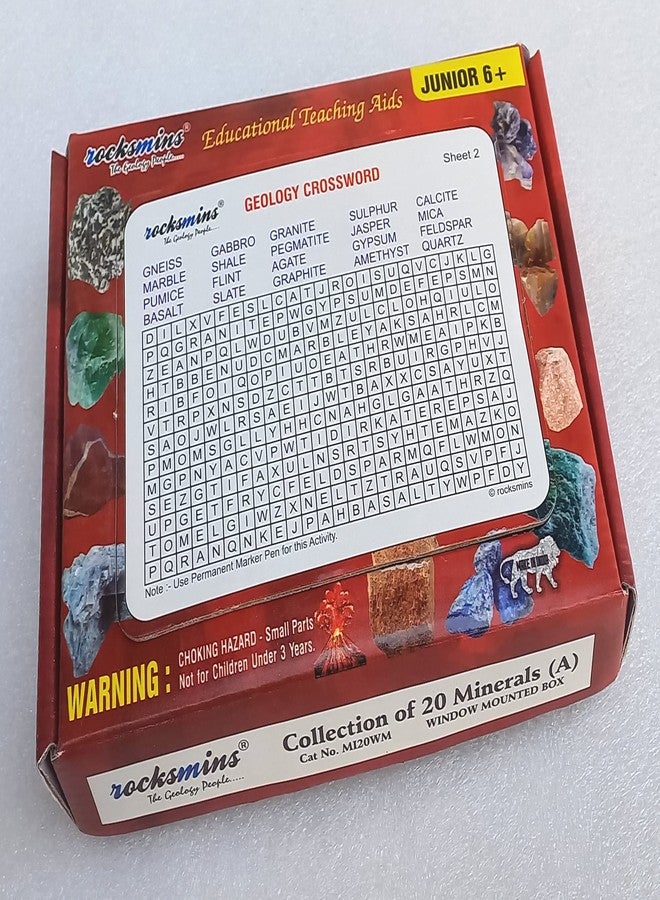 rocksmins®
The Geology People.....
Educational Teaching Aids
JUNIOR 6+
rocksmins®
The Geology People.....
GEOLOGY CROSSWORD
Sheet 2
GNEISS GABBRO GRANITE SULPHUR CALCITE
MARBLE SHALE PEGMATITE JASPER MICA
PUMICE FLINT AGATE GYPSUM FELDSPAR
BASALT SLATE GRAPHITE AMETHYST QUARTZ
D I L X V F E S L C A T J R O I S U Q V C J K L G
P Q G R A N I T E P W G Y P S U M D E F E P S M N
Z E A N P Q L W D U B V M Z U L C L O H Q I U L O
H T B B E N U D C M A R B L E Y A K S A H R L C M
R I B F O I Q O P I U O E A T H R W M E A I P K B
V T R P X N S D Z C T T B T S R B U I R G P H V J
S A O J W L R S A E I J W T B A X X C S A Y U X T
P M O M S G L L Y H H C N A H G L G A A T H R Z Q
M G P N Y A C V P W T I D I R K A T E R E P S A J
S E Z G T I F A X U L N S R T S Y H T E M A Z K O
U P G E T F R Y C F E L D S P A R M Q F L W M O N
T O M E L G I W Z X N E L T Z T R A U Q S V P F J
P Q R A N Q N K E J P A H B A S A L T Y W P F D Y
Note :- Use Permanent Marker Pen for this Activity.
© rocksmins
MAKE IN INDIA
WARNING :
CHOKING HAZARD - Small Parts
Not for Children Under 3 Years.
rocksmins®
The Geology People.....
Collection of 20 Minerals (A)
Cat No. MI20WM WINDOW MOUNTED BOX